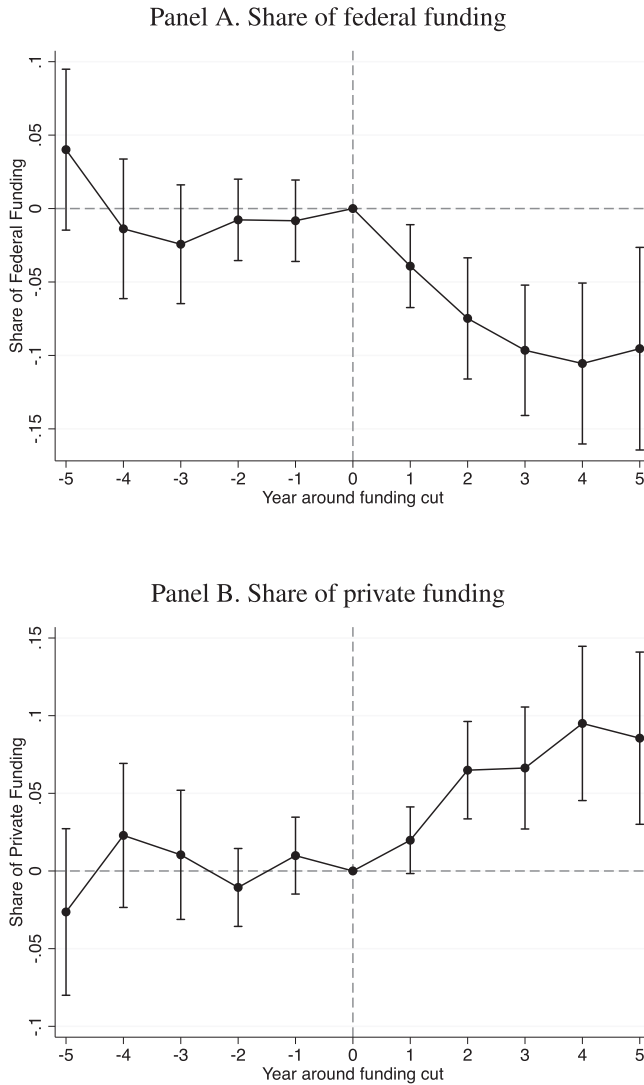 Panel A. Share of federal funding
.1
.05
0
-.05
-.1
-.15
Share of Federal Funding
-5 -4 -3 -2 -1 0 1 2 3 4 5
Year around funding cut
Panel B. Share of private funding
.15
.1
.05
0
-.05
-.1
Share of Private Funding
-5 -4 -3 -2 -1 0 1 2 3 4 5
Year around funding cut